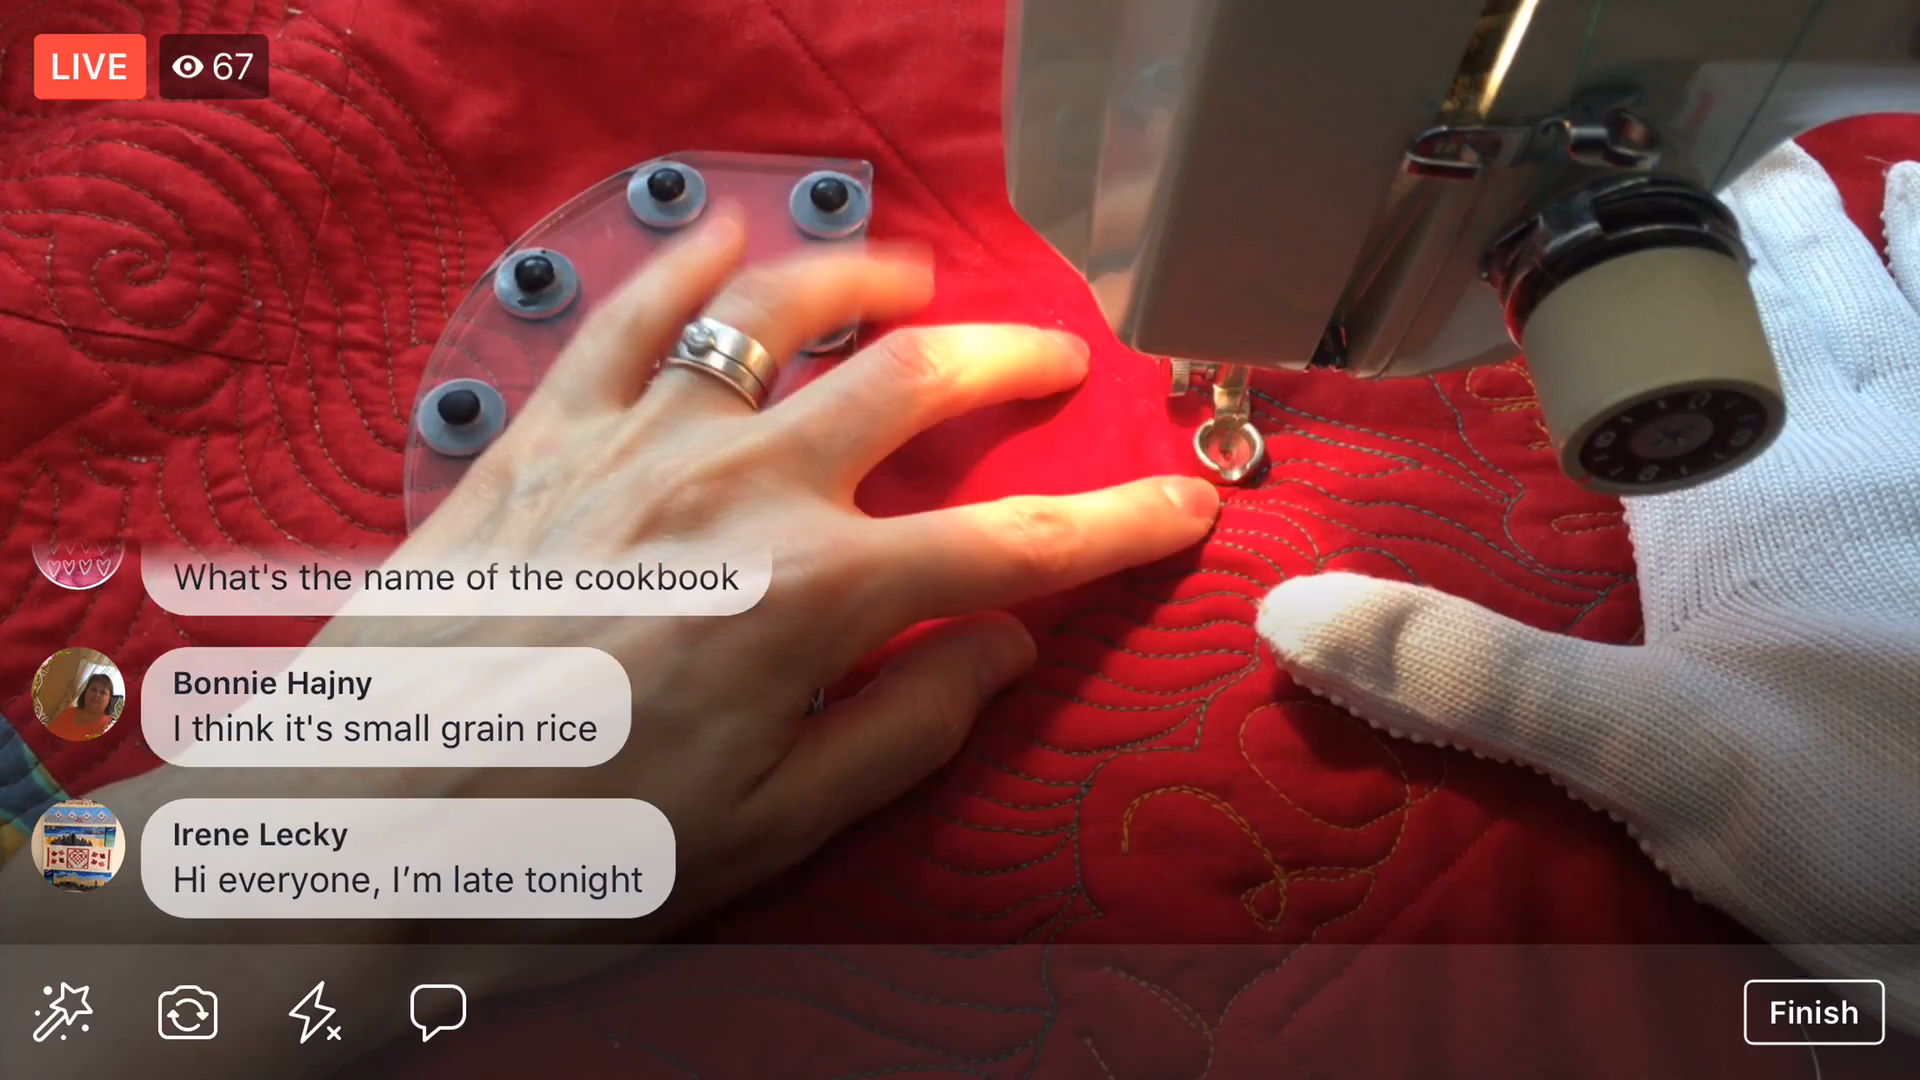 LIVE 67
What's the name of the cookbook
Bonnie Hajny
I think it's small grain rice
Irene Lecky
Hi everyone, I’m late tonight
Finish